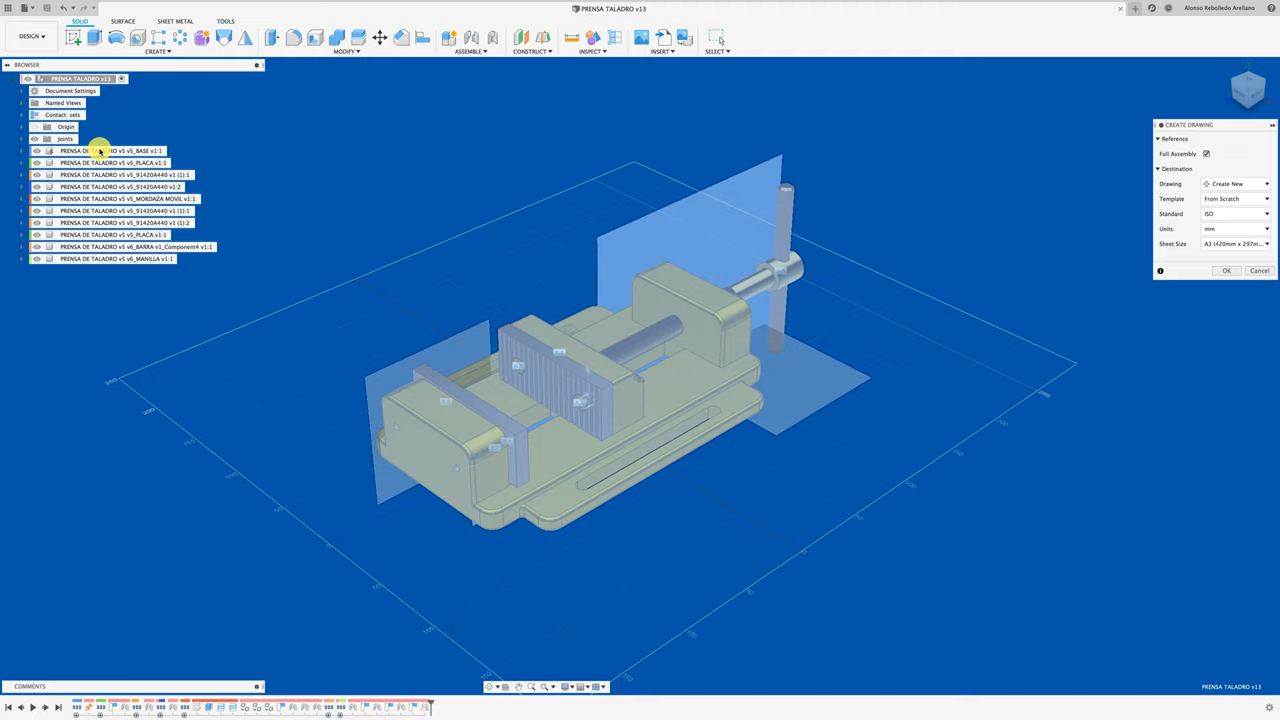 PRENSA TALADRO v13
Alonso Rebolledo Arellano
DESIGN
SOLID SURFACE SHEET METAL TOOLS
CREATE MODIFY ASSEMBLE CONSTRUCT INSPECT INSERT SELECT
BROWSER
PRENSA TALADRO v13
Document Settings
Named Views
Contact: sets
Origin
Joints
PRENSA DE TALADRO v5 v5_BASE v1:1
PRENSA DE TALADRO v5 v5_PLACA v1:1
PRENSA DE TALADRO v5 v5_91420A440 v1 (1):1
PRENSA DE TALADRO v5 v5_91420A440 v1:2
PRENSA DE TALADRO v5 v5_MORDAZA MOVIL v1:1
PRENSA DE TALADRO v5 v5_91420A440 v1 (1):1
PRENSA DE TALADRO v5 v5_91420A440 v1 (1):2
PRENSA DE TALADRO v5 v5_PLACA v1:1
PRENSA DE TALADRO v5 v6_BARRA v1_Component4 v1:1
PRENSA DE TALADRO v5 v6_MANILLA v1:1
CREATE DRAWING
Reference
Full Assembly
Destination
Drawing Create New
Template From Scratch
Standard ISO
Units mm
Sheet Size A3 (420mm x 297m...
OK Cancel
COMMENTS
PRENSA TALADRO v13